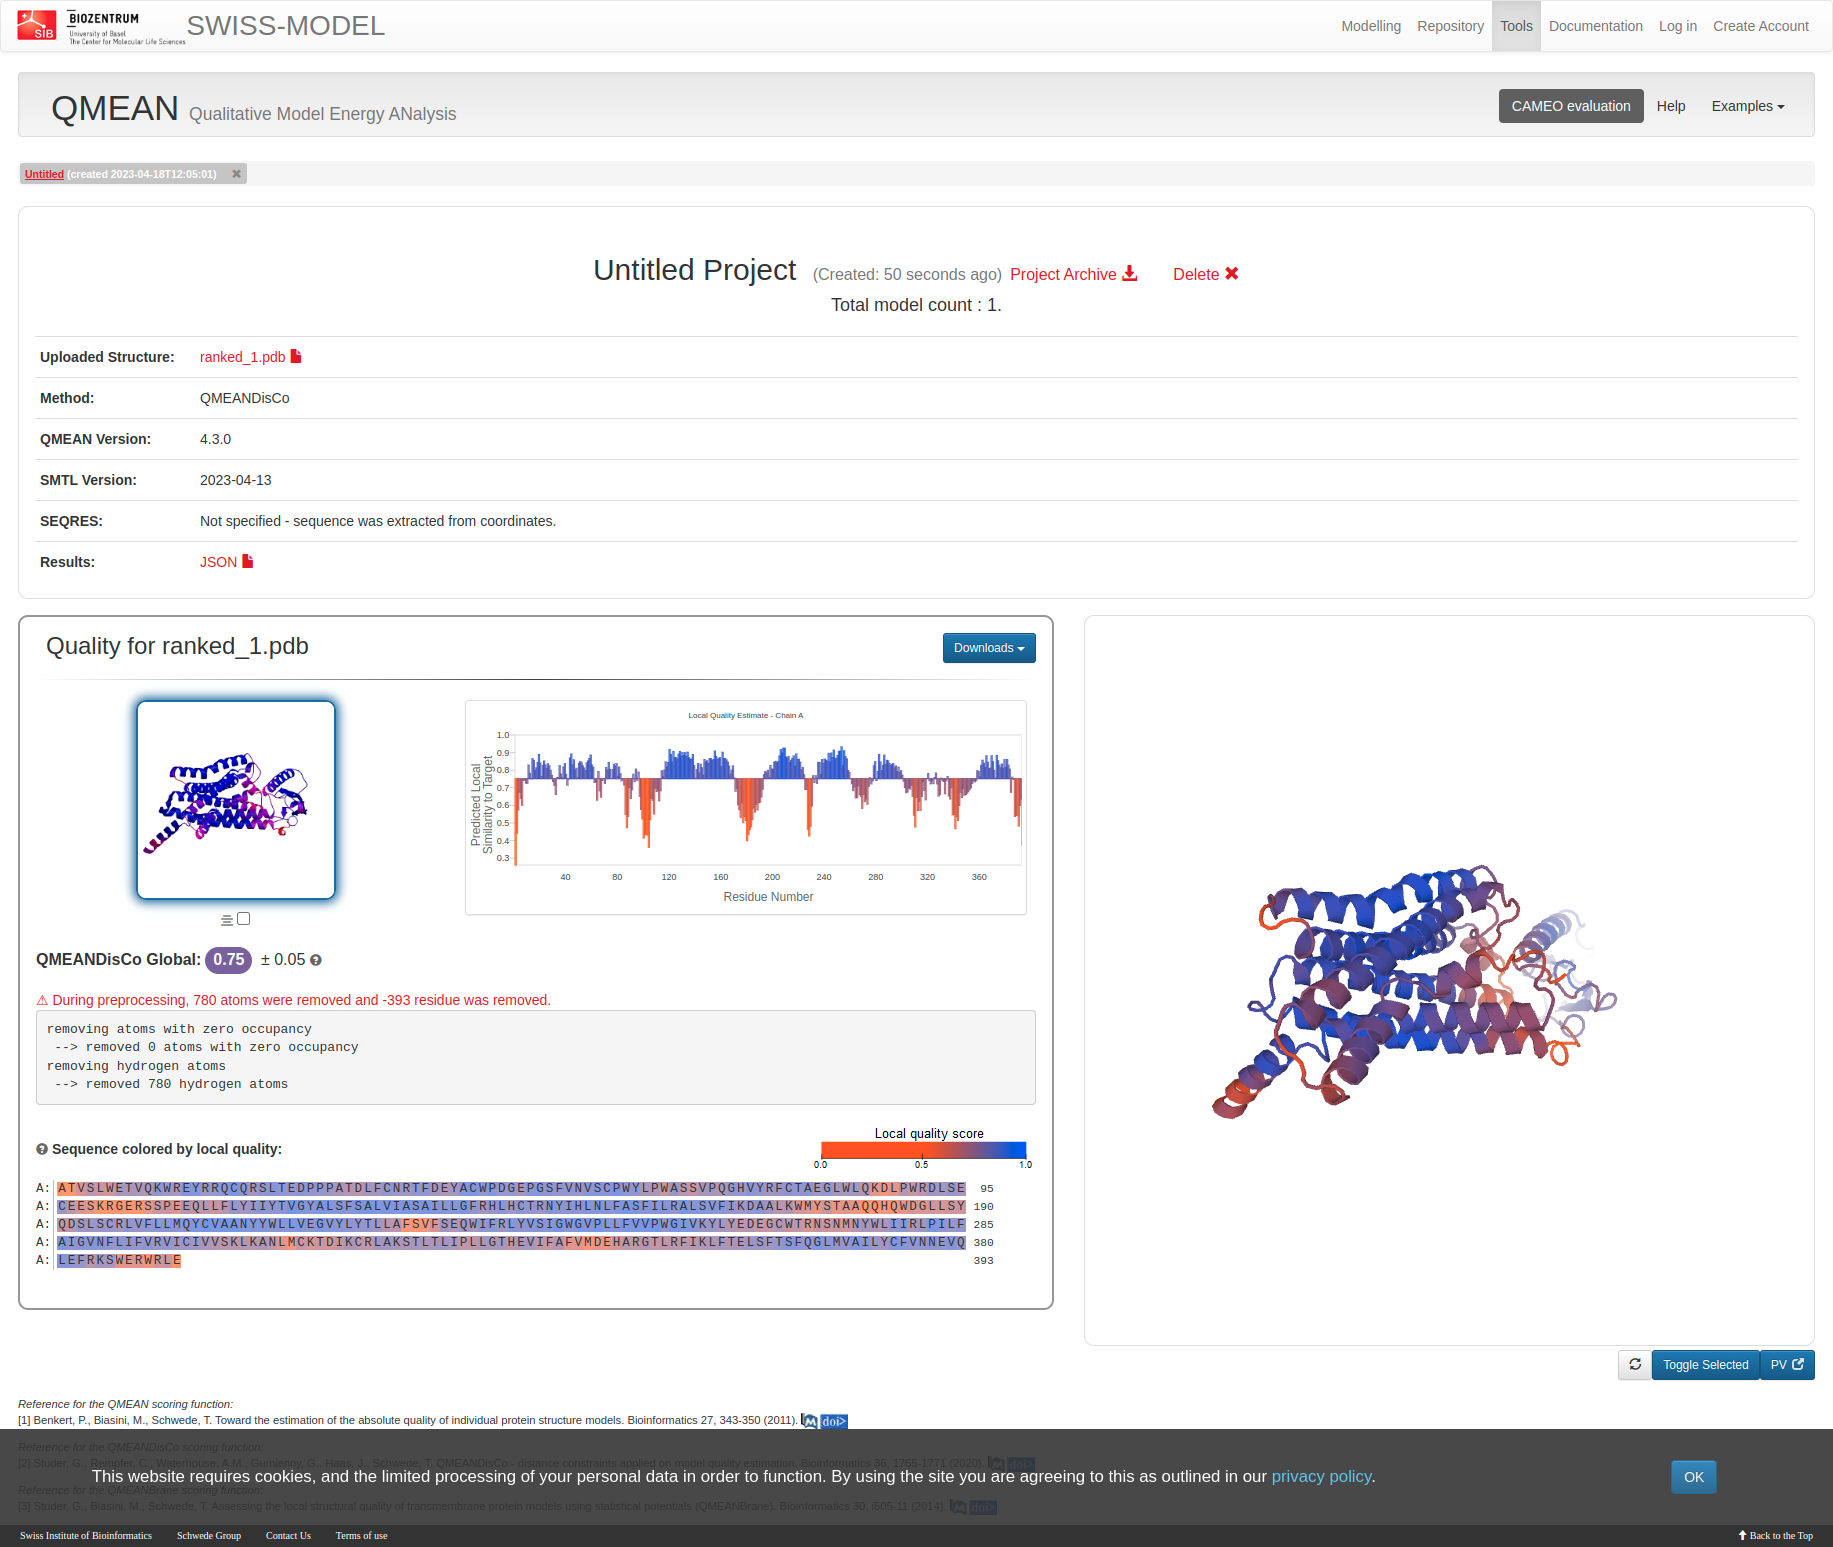 SIB
BIOZENTRUM
University of Basel
The Center for Molecular Life Sciences
SWISS-MODEL
Modelling Repository Tools Documentation Log in Create Account
QMEAN Qualitative Model Energy ANalysis
CAMEO evaluation Help Examples
Untitled (created 2023-04-18T12:05:01) ✖
Untitled Project (Created: 50 seconds ago) Project Archive Delete ✖
Total model count : 1.
Uploaded Structure: ranked_1.pdb
Method: QMEANDisCo
QMEAN Version: 4.3.0
SMTL Version: 2023-04-13
SEQRES: Not specified - sequence was extracted from coordinates.
Results: JSON
Quality for ranked_1.pdb
Downloads
Local Quality Estimate - Chain A
Predicted Local
Similarity to Target
1.0
0.9
0.8
0.7
0.6
0.5
0.4
0.3
40 80 120 160 200 240 280 320 360
Residue Number
QMEANDisCo Global: 0.75 ± 0.05
⚠ During preprocessing, 780 atoms were removed and -393 residue was removed.
removing atoms with zero occupancy
--> removed 0 atoms with zero occupancy
removing hydrogen atoms
--> removed 780 hydrogen atoms
Sequence colored by local quality:
Local quality score
0.0 0.5 1.0
A: ATVSLWETVQKWREYRRQCQRSLTEDPPPATDLFCNRTFDEYACWPDGEPGSFVNVSCPWYLPWASSVPQGHVYRFCTAEGLWLQKDLPWRDLSE 95
A: CEESKRGERSSPEEQLLFLYIIYTVGYALSFSALVIASAILLGFRHLHCTRNYIHLNLFASFILRALSVFIKDAALKWMYSTAAQQHQWDGLLSY 190
A: QDSLSCRLVFLLMQYCVAANYYWLLVEGVYLYTLLAFSVFSEQWIFRLYVSIGWGVPLLFVVPWGIVKYLYEDEGCWTRNSNMNYWLIIRLPILF 285
A: AIGVNFLIFVRVICIVVSKLKANLMCKTDIKCRLAKSTLTLIPLLGTHEVIFAFVMDEHARGTLRFIKLFTELSFTSFQGLMVAILYCFVNNEVQ 380
A: LEFRKSWERWRLE 393
Toggle Selected PV
Reference for the QMEAN scoring function:
[1] Benkert, P., Biasini, M., Schwede, T. Toward the estimation of the absolute quality of individual protein structure models. Bioinformatics 27, 343-350 (2011). M doi>
Reference for the QMEANDisCo scoring function:
[2] Studer, G., Rempfer, C., Waterhouse, A.M., Gumienny, G., Haas, J., Schwede, T. QMEANDisCo - distance constraints applied on model quality estimation. Bioinformatics 36, 1765-1771 (2020). M doi>
This website requires cookies, and the limited processing of your personal data in order to function. By using the site you are agreeing to this as outlined in our privacy policy. OK
Reference for the QMEANBrane scoring function:
[3] Studer, G., Biasini, M., Schwede, T. Assessing the local structural quality of transmembrane protein models using statistical potentials (QMEANBrane). Bioinformatics 30, i505-11 (2014). M doi>
Swiss Institute of Bioinformatics Schwede Group Contact Us Terms of use Back to the Top